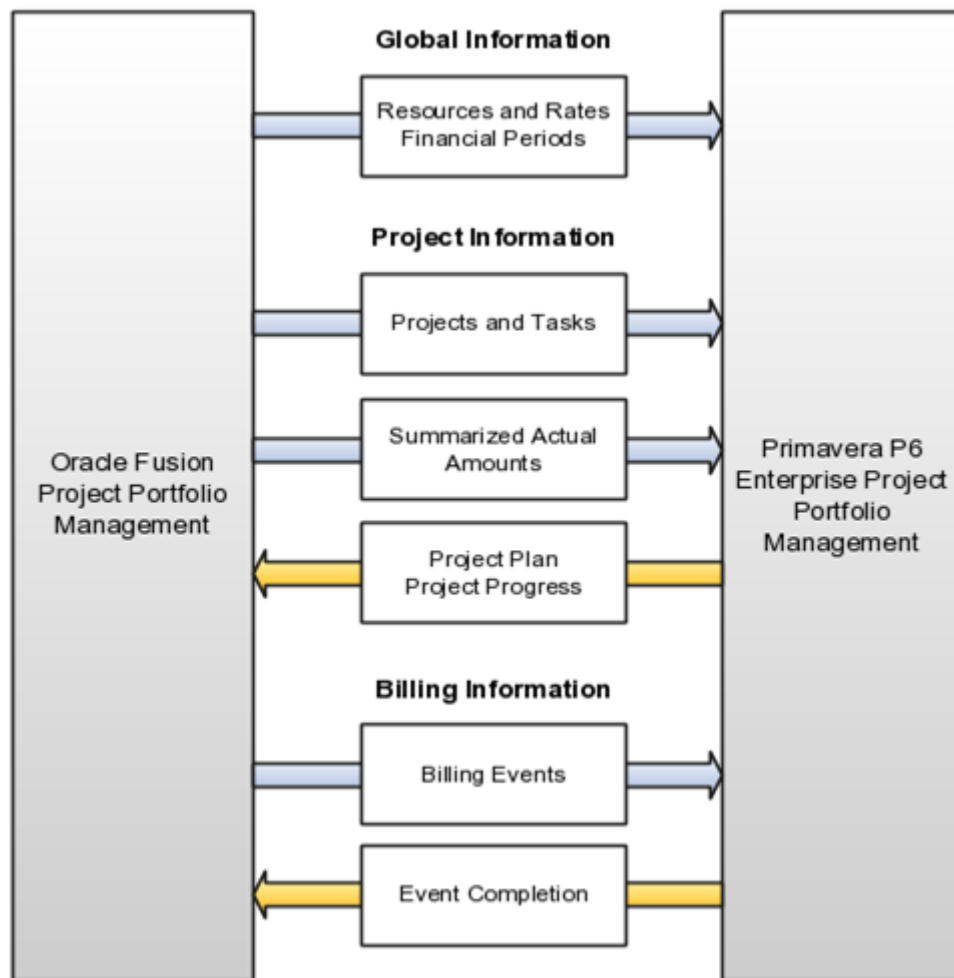 Global Information
Resources and Rates
Financial Periods
Project Information
Projects and Tasks
Summarized Actual
Amounts
Oracle Fusion
Project Portfolio
Management
Primavera P6
Enterprise Project
Portfolio
Management
Project Plan
Project Progress
Billing Information
Billing Events
Event Completion